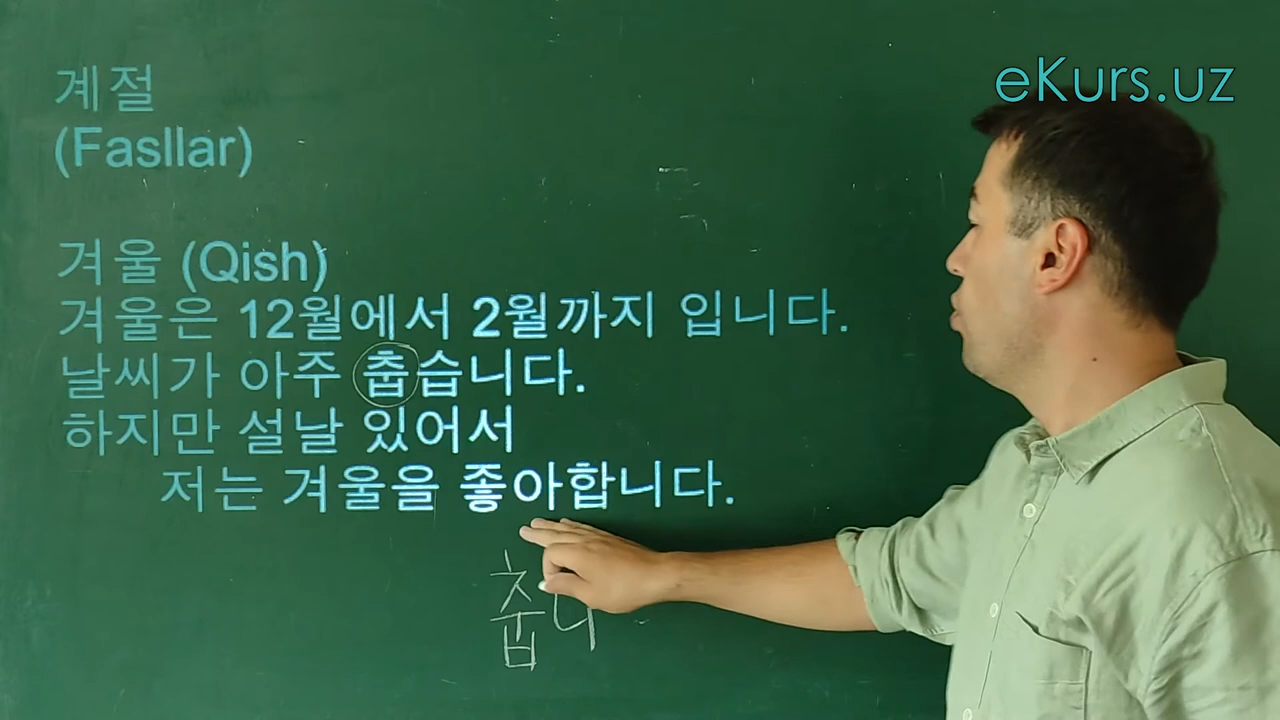 계절
(Fasllar)
eKurs.uz
겨울 (Qish)
겨울은 12월에서 2월까지 입니다.
날씨가 아주 춥습니다.
하지만 설날 있어서
저는 겨울을 좋아합니다.
춥니